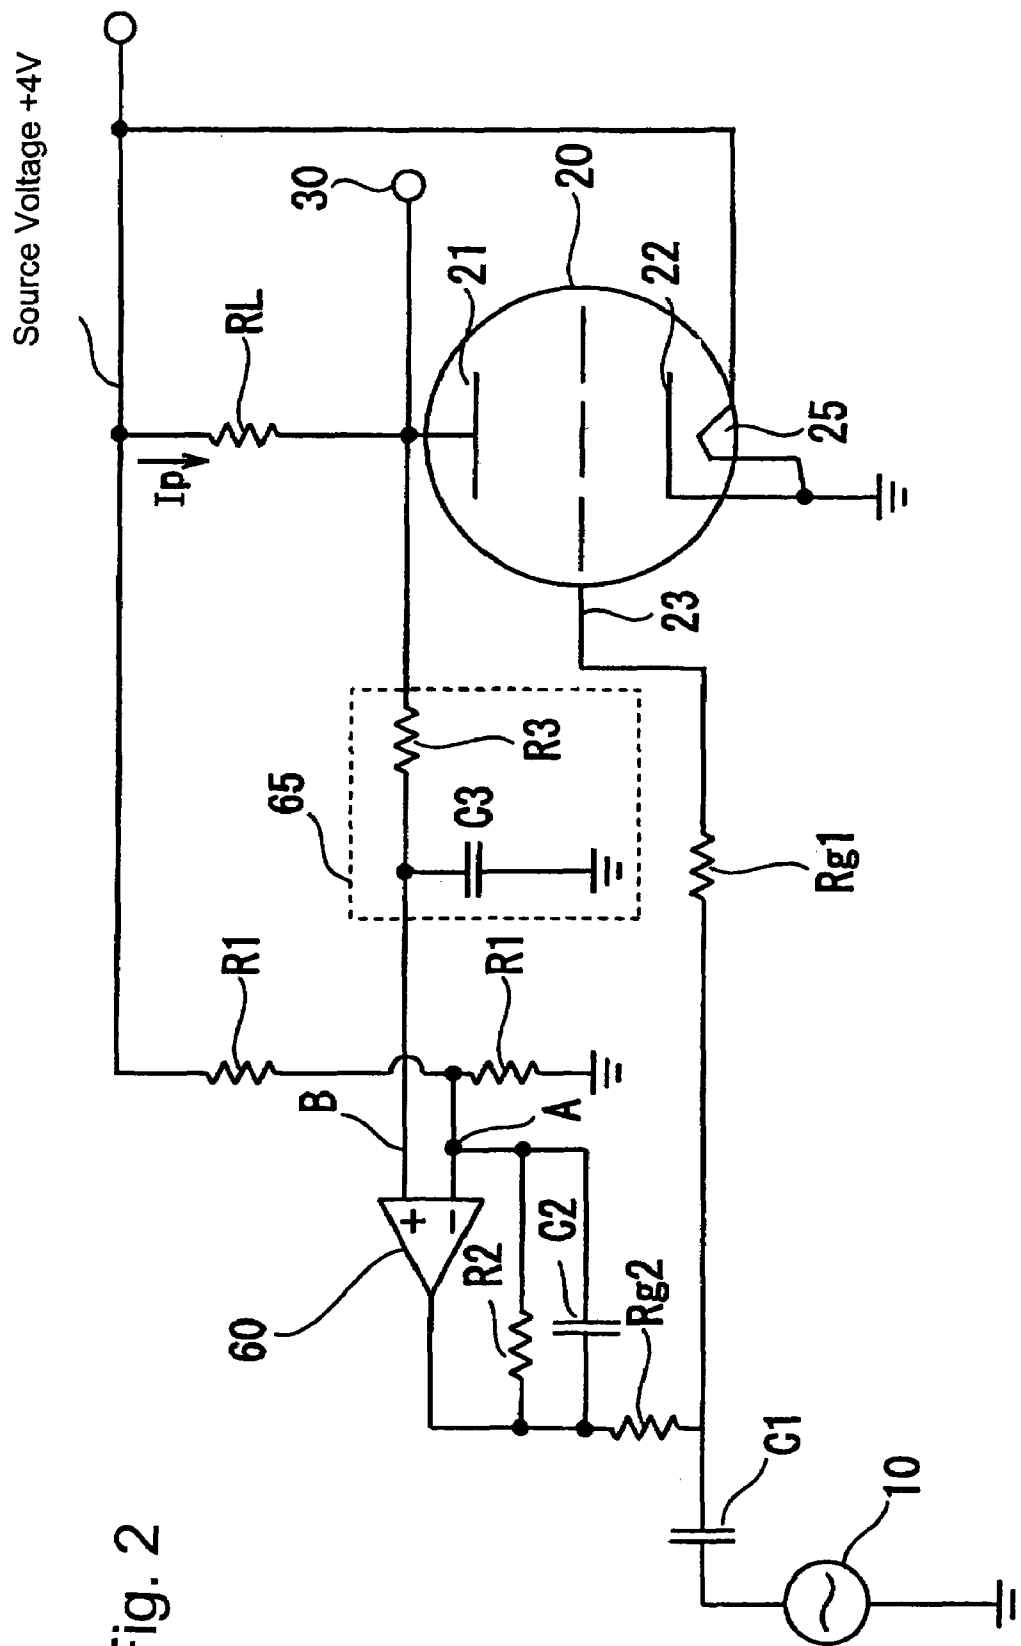 Fig. 2
Source Voltage +4V
R1
Ip
RL
30
65
B
60
R3
C3
R1
A
21
20
22
25
23
R2
C2
Rg2
Rg1
C1
10
+
−